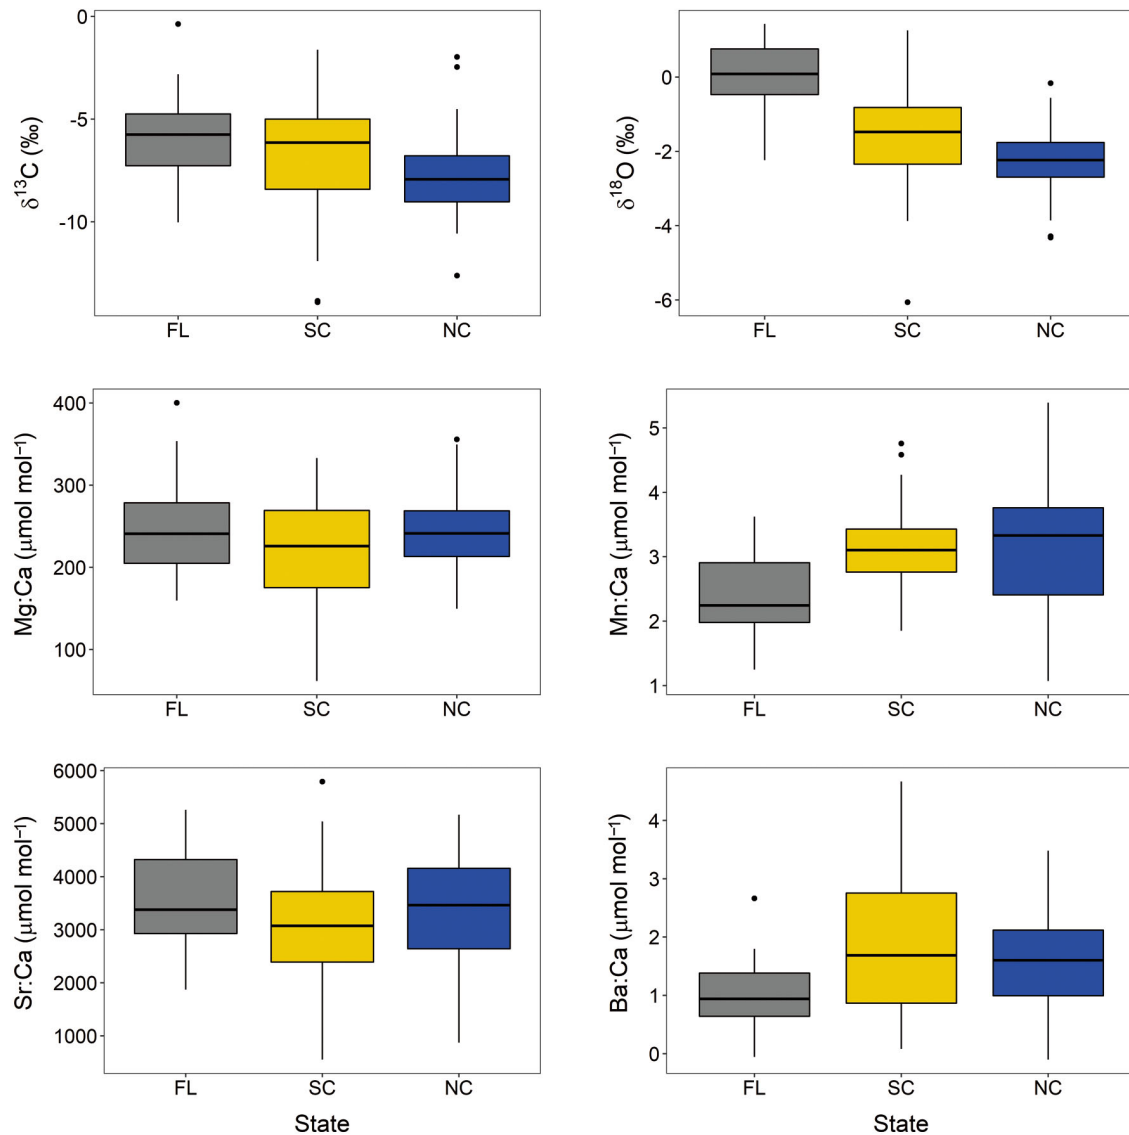 0
-5
-10
δ¹³C (‰)
FL SC NC
0
-2
-4
-6
δ¹⁸O (‰)
FL SC NC
400
300
200
100
Mg:Ca (μmol mol⁻¹)
FL SC NC
5
4
3
2
1
Mn:Ca (μmol mol⁻¹)
FL SC NC
6000
5000
4000
3000
2000
1000
Sr:Ca (μmol mol⁻¹)
FL SC NC
State
4
3
2
1
0
Ba:Ca (μmol mol⁻¹)
FL SC NC
State